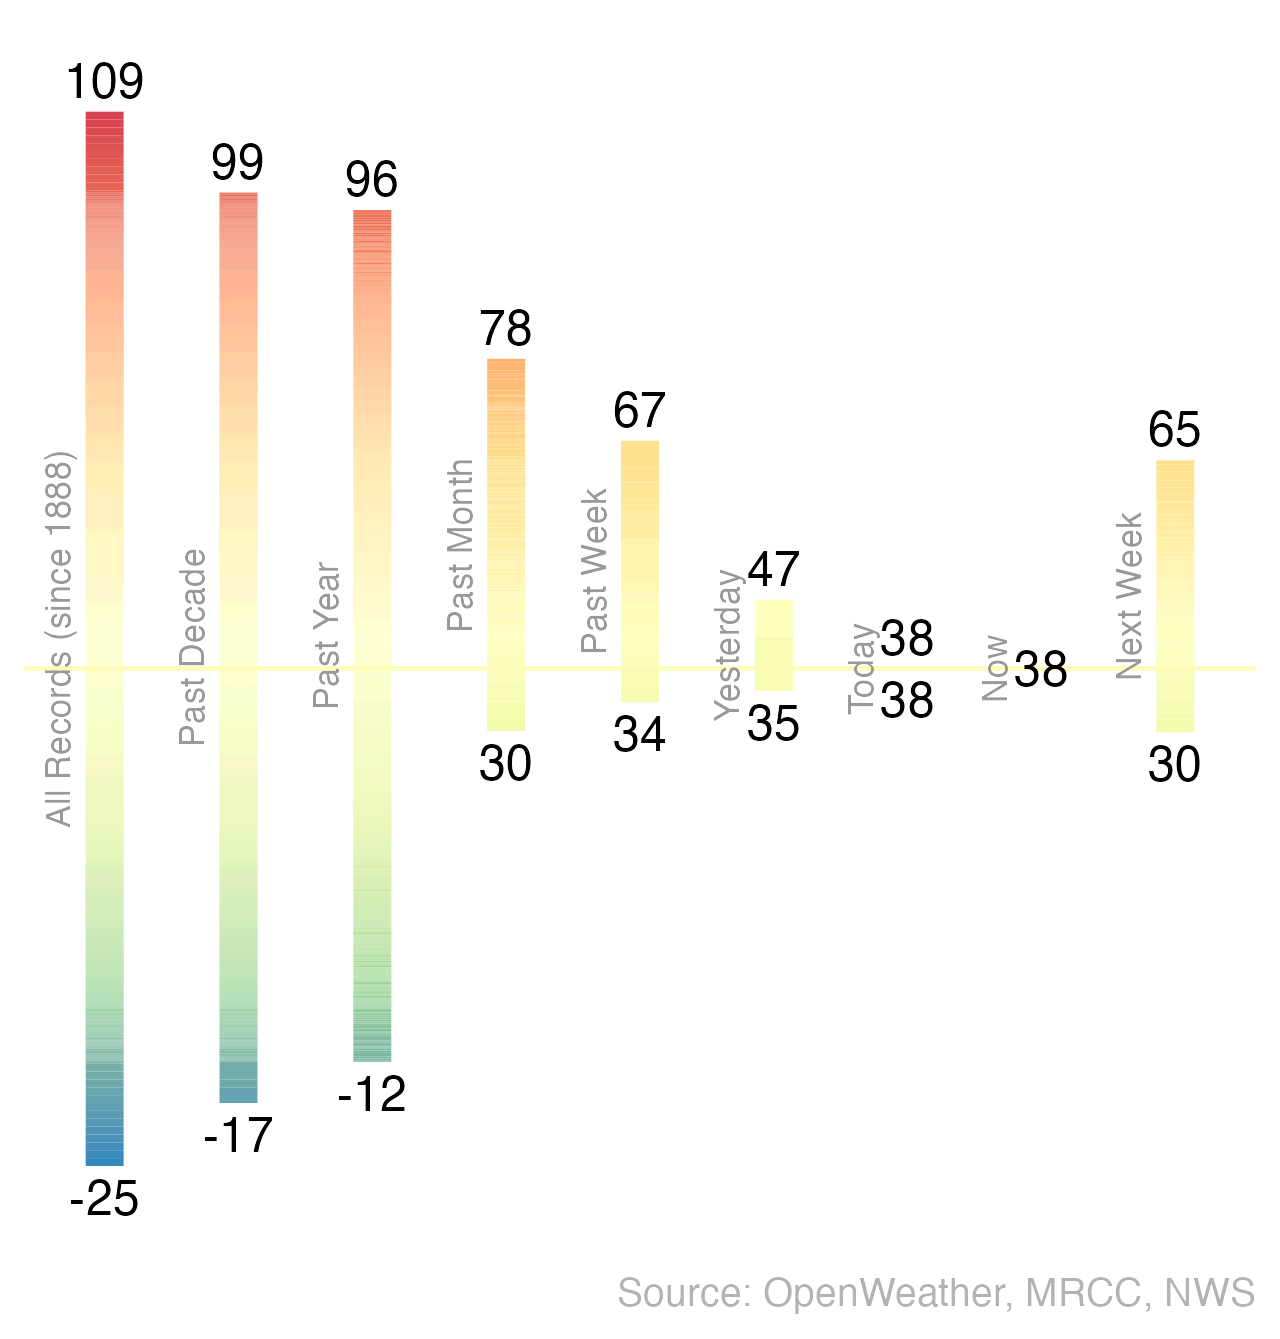 109
All Records (since 1888)
-25
99
Past Decade
-17
96
Past Year
-12
78
Past Month
30
67
Past Week
34
47
Yesterday
35
38
Today
38
Now
38
65
Next Week
30
Source: OpenWeather, MRCC, NWS